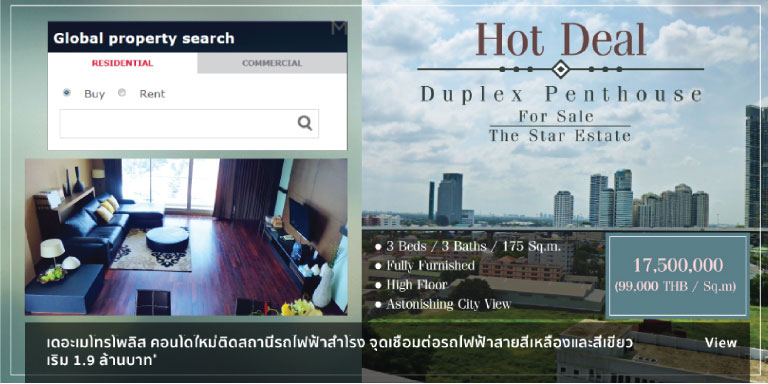 Global property search
RESIDENTIAL
COMMERCIAL
Buy
Rent
Hot Deal
Duplex Penthouse
For Sale
The Star Estate
• 3 Beds / 3 Baths / 175 Sq.m.
• Fully Furnished
• High Floor
• Astonishing City View
17,500,000
(99,000 THB / Sq.m)
เดอะเมโทรโพลิส คอนโดใหม่ติดสถานีรถไฟฟ้าสำโรง จุดเชื่อมต่อรถไฟฟ้าสายสีเหลืองและสีเขียว
เริ่ม 1.9 ล้านบาท*
View